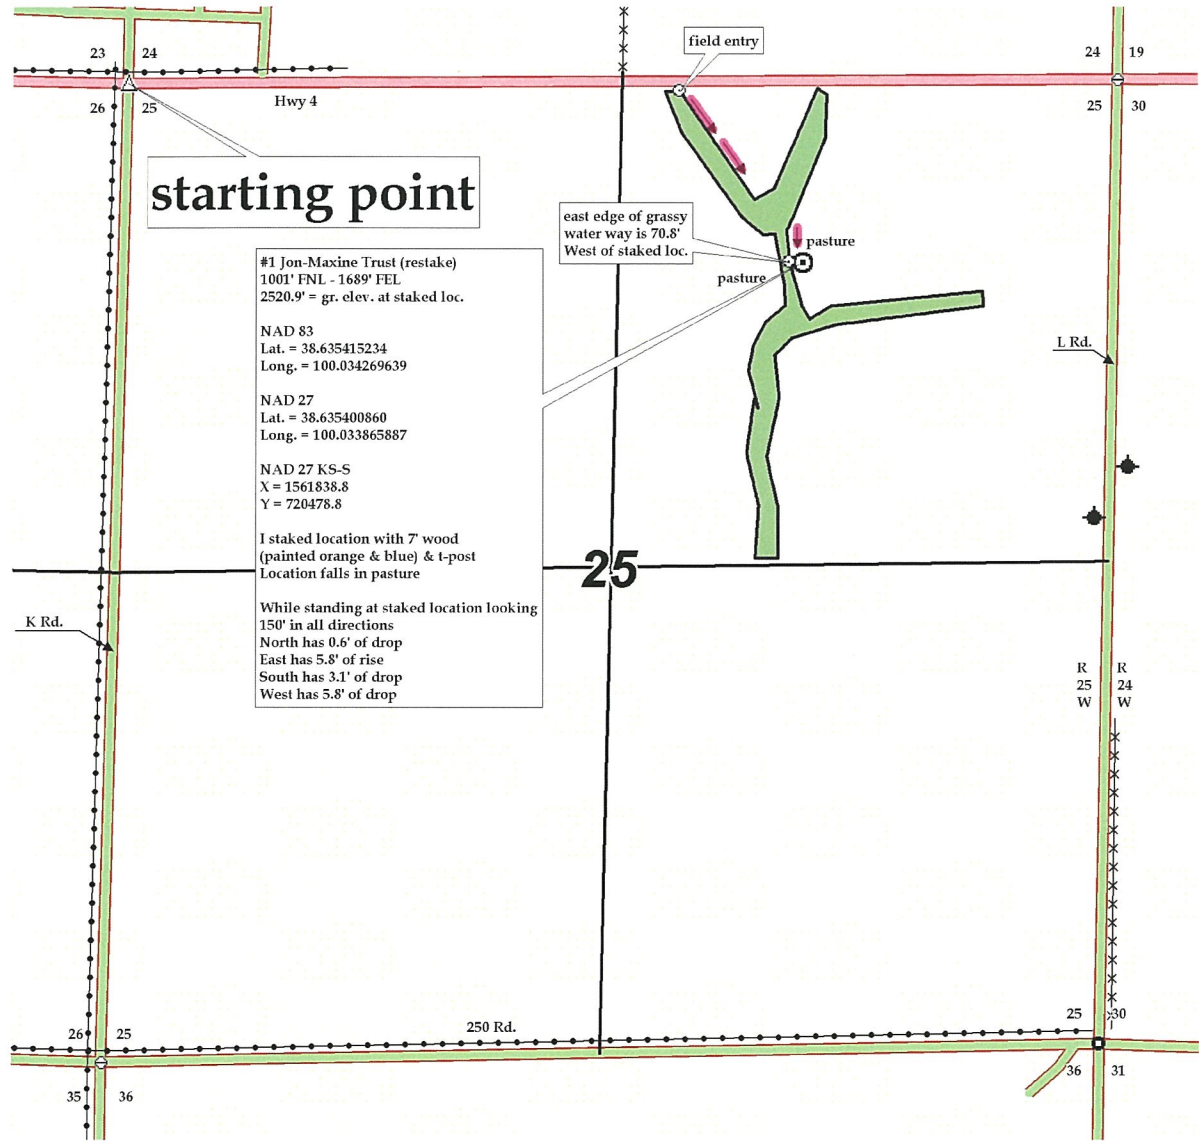 field entry
23 24
24 19
26 25
Hwy 4
25 30
starting point
east edge of grassy
water way is 70.8'
West of staked loc.
pasture
pasture
#1 Jon-Maxine Trust (restake)
1001' FNL - 1689' FEL
2520.9' = gr. elev. at staked loc.
NAD 83
Lat. = 38.635415234
Long. = 100.034269639
NAD 27
Lat. = 38.635400860
Long. = 100.033865887
NAD 27 KS-S
X = 1561838.8
Y = 720478.8
I staked location with 7' wood
(painted orange & blue) & t-post
Location falls in pasture
While standing at staked location looking
150' in all directions
North has 0.6' of drop
East has 5.8' of rise
South has 3.1' of drop
West has 5.8' of drop
L Rd.
25
K Rd.
R R
25 24
W W
250 Rd.
26 25
25 30
35 36
36 31